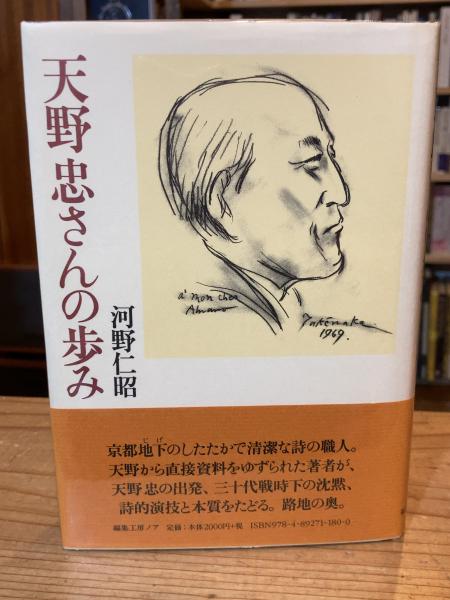 天野 忠さんの歩み
河野仁昭
à mon cher
Amano
Takenaka
1969.
京都地下のしたたかで清潔な詩の職人。
じげ
天野から直接資料をゆずられた著者が、
天野 忠の出発、三十代戦時下の沈黙、
詩的演技と本質をたどる。路地の奥。
編集工房ノア 定価：本体2000円+税 ISBN978-4-89271-180-0